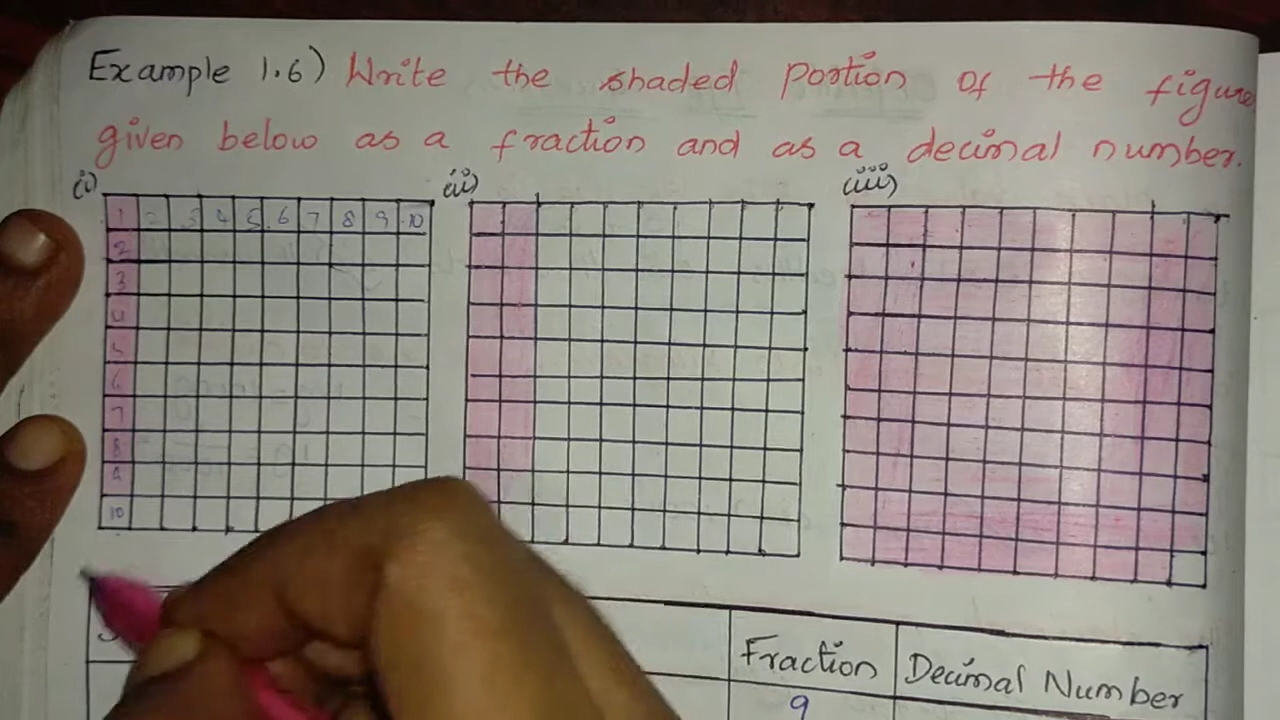 Example 1.6) Write the shaded portion of the figure
given below as a fraction and as a decimal number.
(i) (ii) (iii)
1 2 3 4 5 6 7 8 9 10
2
3
4
5
6
7
8
9
10
Fraction Decimal Number
9